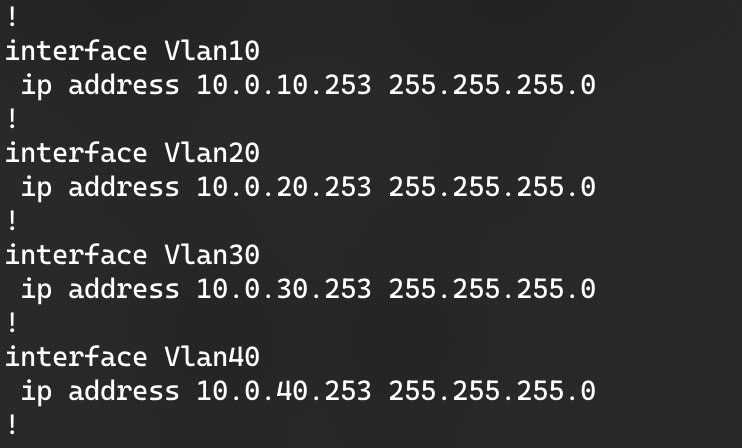 !
interface Vlan10
 ip address 10.0.10.253 255.255.255.0
!
interface Vlan20
 ip address 10.0.20.253 255.255.255.0
!
interface Vlan30
 ip address 10.0.30.253 255.255.255.0
!
interface Vlan40
 ip address 10.0.40.253 255.255.255.0
!